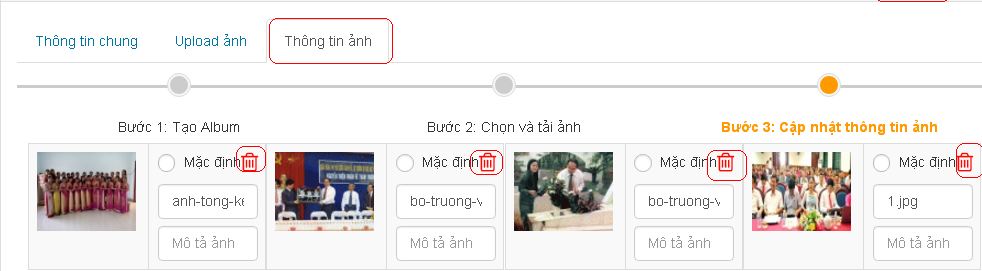 Thông tin chung Upload ảnh Thông tin ảnh
Bước 1: Tạo Album Bước 2: Chọn và tải ảnh Bước 3: Cập nhật thông tin ảnh
Mặc định Mặc định Mặc định Mặc định
anh-tong-ke bo-truong-v bo-truong-v 1.jpg
Mô tả ảnh Mô tả ảnh Mô tả ảnh Mô tả ảnh